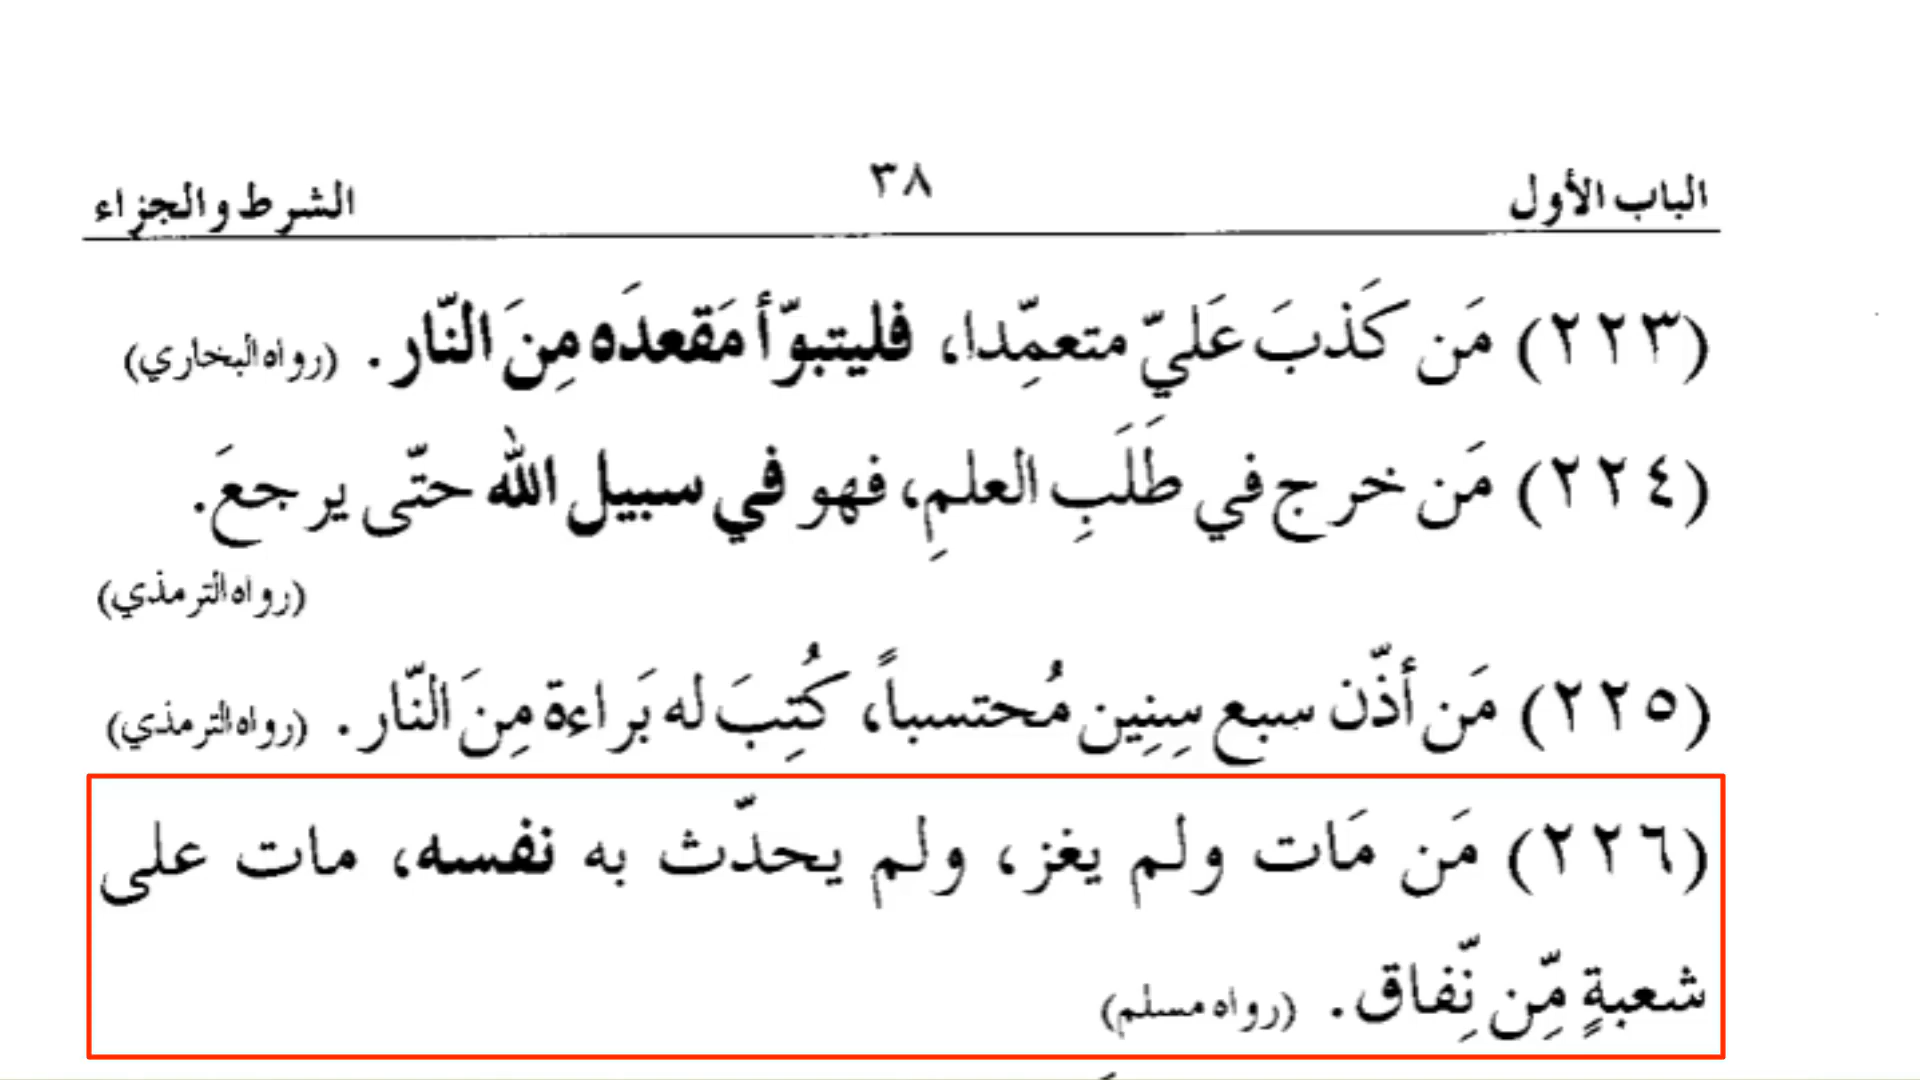 الباب الأول ٣٨ الشرط والجزاء
(٢٢٣) مَن كَذبَ عَليّ متعمِّدا، فليتبوّأ مَقعدَه مِنَ النّار. (رواه البخاري)
(٢٢٤) مَن خرج في طَلَبِ العلمِ، فهو في سبيل الله حتّى يرجعَ.
(رواه الترمذي)
(٢٢٥) مَن أذّن سبع سِنِين مُحتسباً، كُتِبَ له بَراءة مِنَ النّار. (رواه الترمذي)
(٢٢٦) مَن مَات ولم يغز، ولم يحدّث به نفسه، مات على
شعبةٍ مِّن نِّفاق. (رواه مسلم)